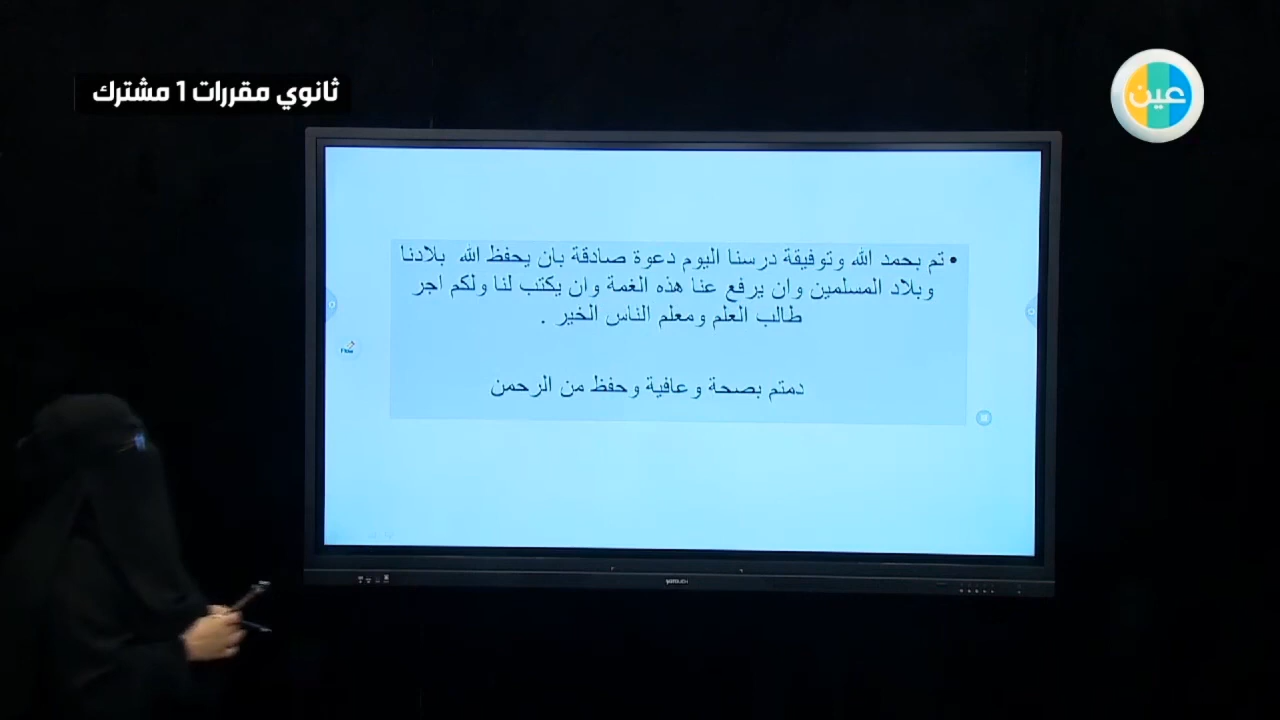 ثانوي مقررات 1 مشترك
عين
• تم بحمد الله وتوفيقة درسنا اليوم دعوة صادقة بان يحفظ الله بلادنا
وبلاد المسلمين وان يرفع عنا هذه الغمة وان يكتب لنا ولكم اجر
طالب العلم ومعلم الناس الخير .
دمتم بصحة وعافية وحفظ من الرحمن